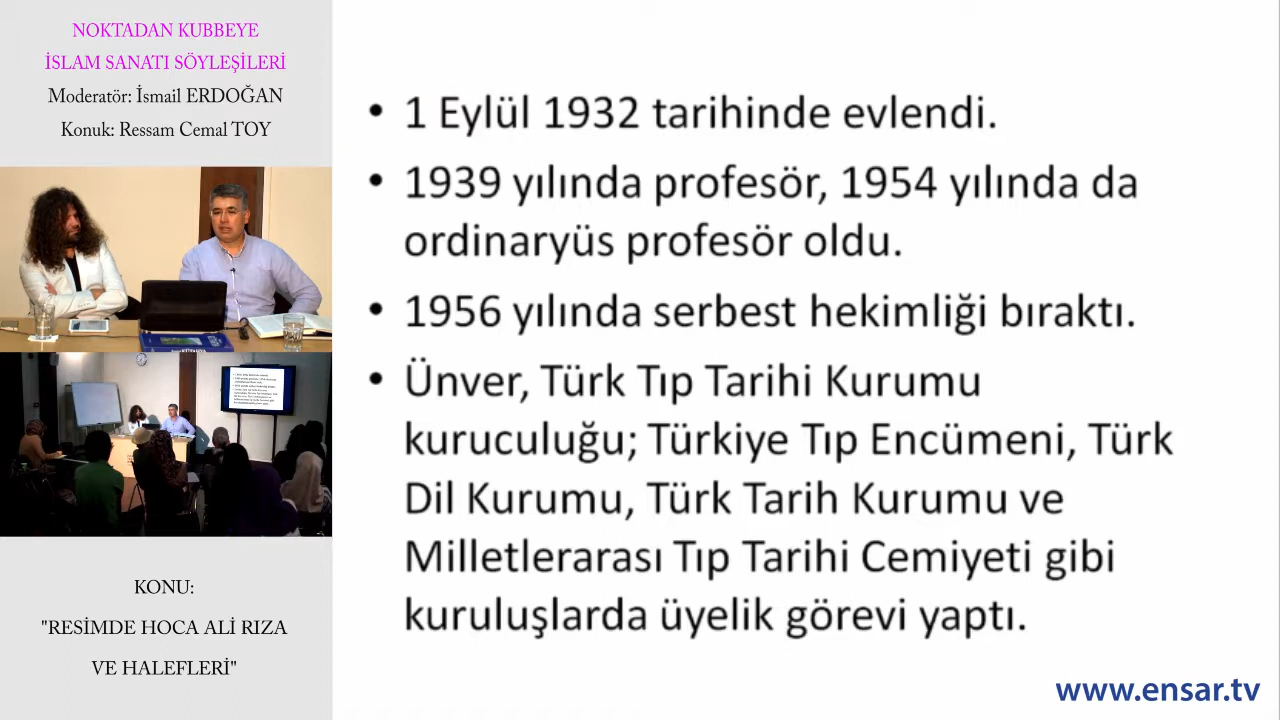 NOKTADAN KUBBEYE
İSLAM SANATI SÖYLEŞİLERİ
Moderatör: İsmail ERDOĞAN
Konuk: Ressam Cemal TOY
KONU:
"RESİMDE HOCA ALİ RIZA
VE HALEFLERİ"
• 1 Eylül 1932 tarihinde evlendi.
• 1939 yılında profesör, 1954 yılında da
ordinaryüs profesör oldu.
• 1956 yılında serbest hekimliği bıraktı.
• Ünver, Türk Tıp Tarihi Kurumu
kuruculuğu; Türkiye Tıp Encümeni, Türk
Dil Kurumu, Türk Tarih Kurumu ve
Milletlerarası Tıp Tarihi Cemiyeti gibi
kuruluşlarda üyelik görevi yaptı.
www.ensar.tv